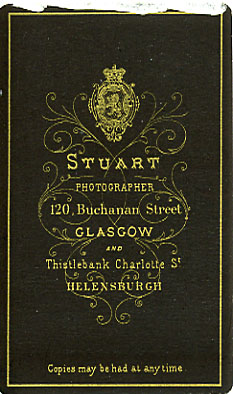 STUART
PHOTOGRAPHER
120, Buchanan Street
GLASGOW
AND
Thistlebank Charlotte St
HELENSBURGH
Copies may be had at any time